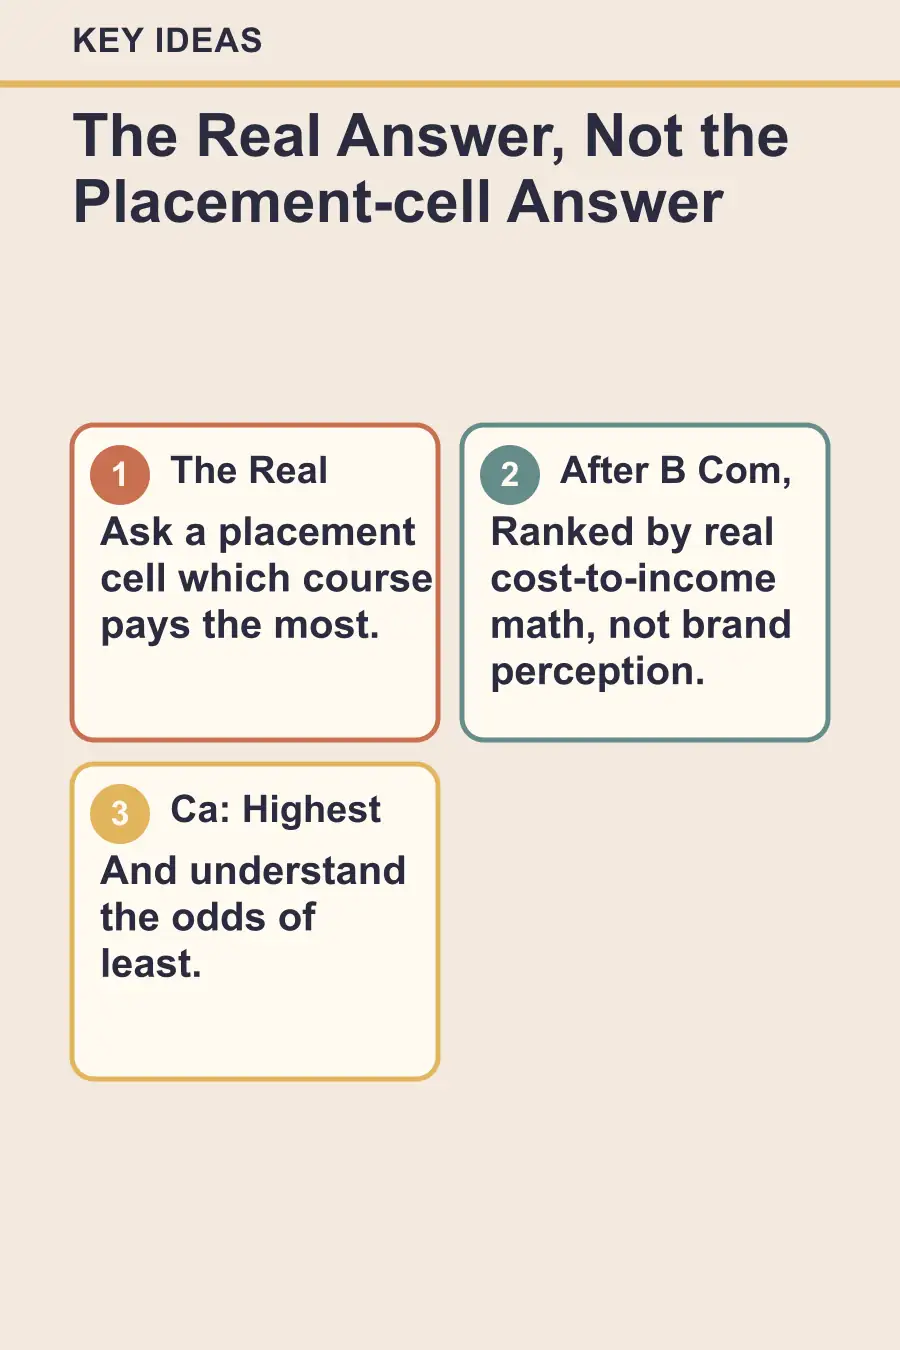 KEY IDEAS
The Real Answer, Not the
Placement-cell Answer
1 The Real
Ask a placement
cell which course
pays the most.
2 After B Com,
Ranked by real
cost-to-income
math, not brand
perception.
3 Ca: Highest
And understand
the odds of
least.